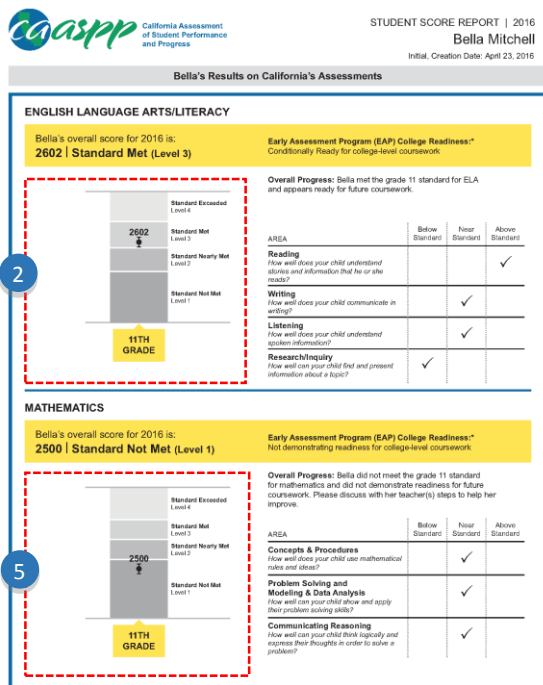 caaspp
California Assessment
of Student Performance
and Progress
STUDENT SCORE REPORT | 2016
Bella Mitchell
Initial, Creation Date: April 23, 2016
Bella's Results on California's Assessments
ENGLISH LANGUAGE ARTS/LITERACY
Bella's overall score for 2016 is:
2602 | Standard Met (Level 3)
Early Assessment Program (EAP) College Readiness:*
Conditionally Ready for college-level coursework
2
Standard Exceeded
Level 4
2602
Standard Met
Level 3
Standard Nearly Met
Level 2
Standard Not Met
Level 1
11TH
GRADE
Overall Progress: Bella met the grade 11 standard for ELA
and appears ready for future coursework.
AREA
Below
Standard
Near
Standard
Above
Standard
Reading
How well does your child understand
stories and information that he or she
reads?
Writing
How well does your child communicate in
writing?
Listening
How well does your child understand
spoken information?
Research/Inquiry
How well can your child find and present
information about a topic?
MATHEMATICS
Bella's overall score for 2016 is:
2500 | Standard Not Met (Level 1)
Early Assessment Program (EAP) College Readiness:*
Not demonstrating readiness for college-level coursework
5
Standard Exceeded
Level 4
Standard Met
Level 3
Standard Nearly Met
Level 2
2500
Standard Not Met
Level 1
11TH
GRADE
Overall Progress: Bella did not meet the grade 11 standard
for mathematics and did not demonstrate readiness for future
coursework. Please discuss with her teacher(s) steps to help her
improve.
AREA
Below
Standard
Near
Standard
Above
Standard
Concepts & Procedures
How well does your child use mathematical
rules and ideas?
Problem Solving and
Modeling & Data Analysis
How well can your child show and apply
their problem solving skills?
Communicating Reasoning
How well can your child think logically and
express their thoughts in order to solve a
problem?